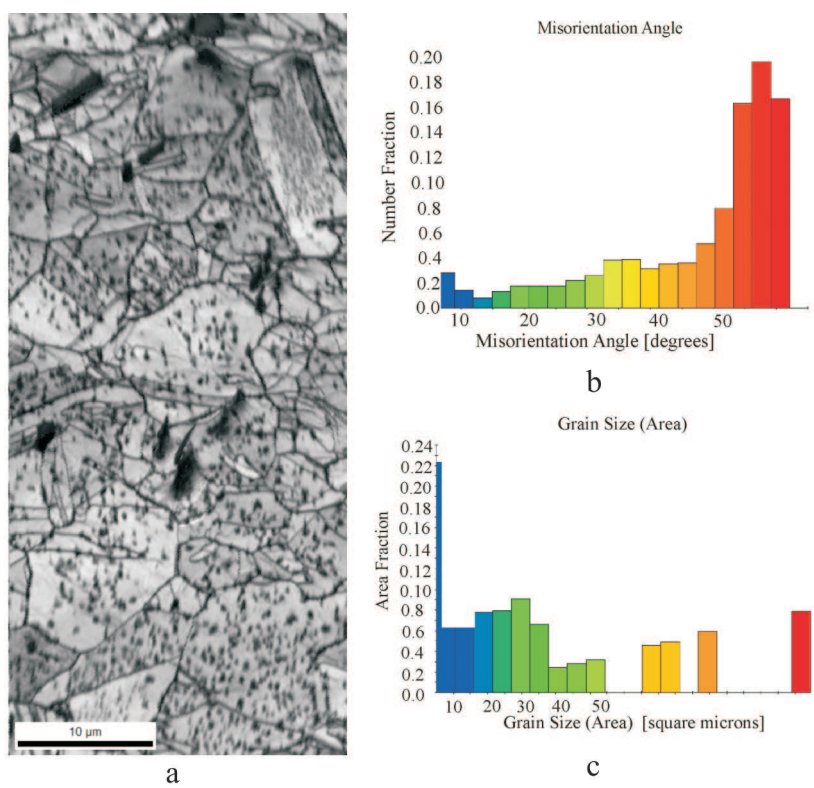 10 µm
a
Misorientation Angle
Number Fraction
0.20
0.18
0.16
0.14
0.12
0.10
0.8
0.6
0.4
0.2
0.0
10 20 30 40 50
Misorientation Angle [degrees]
b
Grain Size (Area)
Area Fraction
0.24
0.22
0.20
0.18
0.16
0.14
0.12
0.10
0.8
0.6
0.4
0.2
0.0
10 20 30 40 50
Grain Size (Area) [square microns]
c